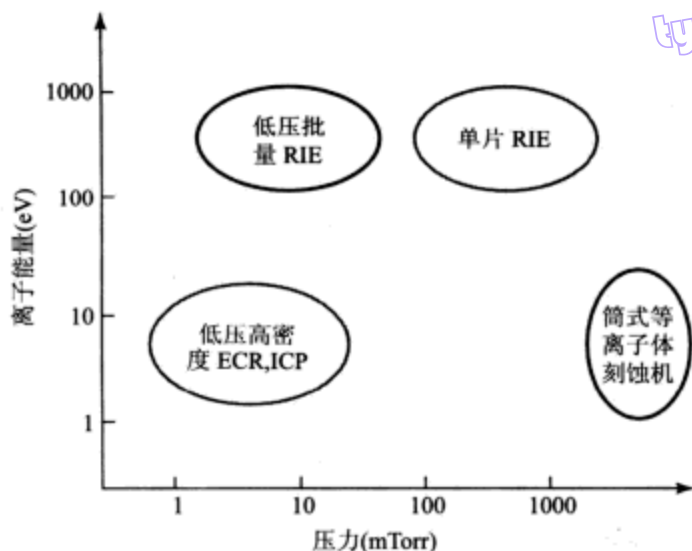 1000
100
10
1
离子能量(eV)
低压批
量 RIE
单片 RIE
低压高密
度 ECR,ICP
筒式等
离子体
刻蚀机
1
10
100
1000
压力(mTorr)
ty